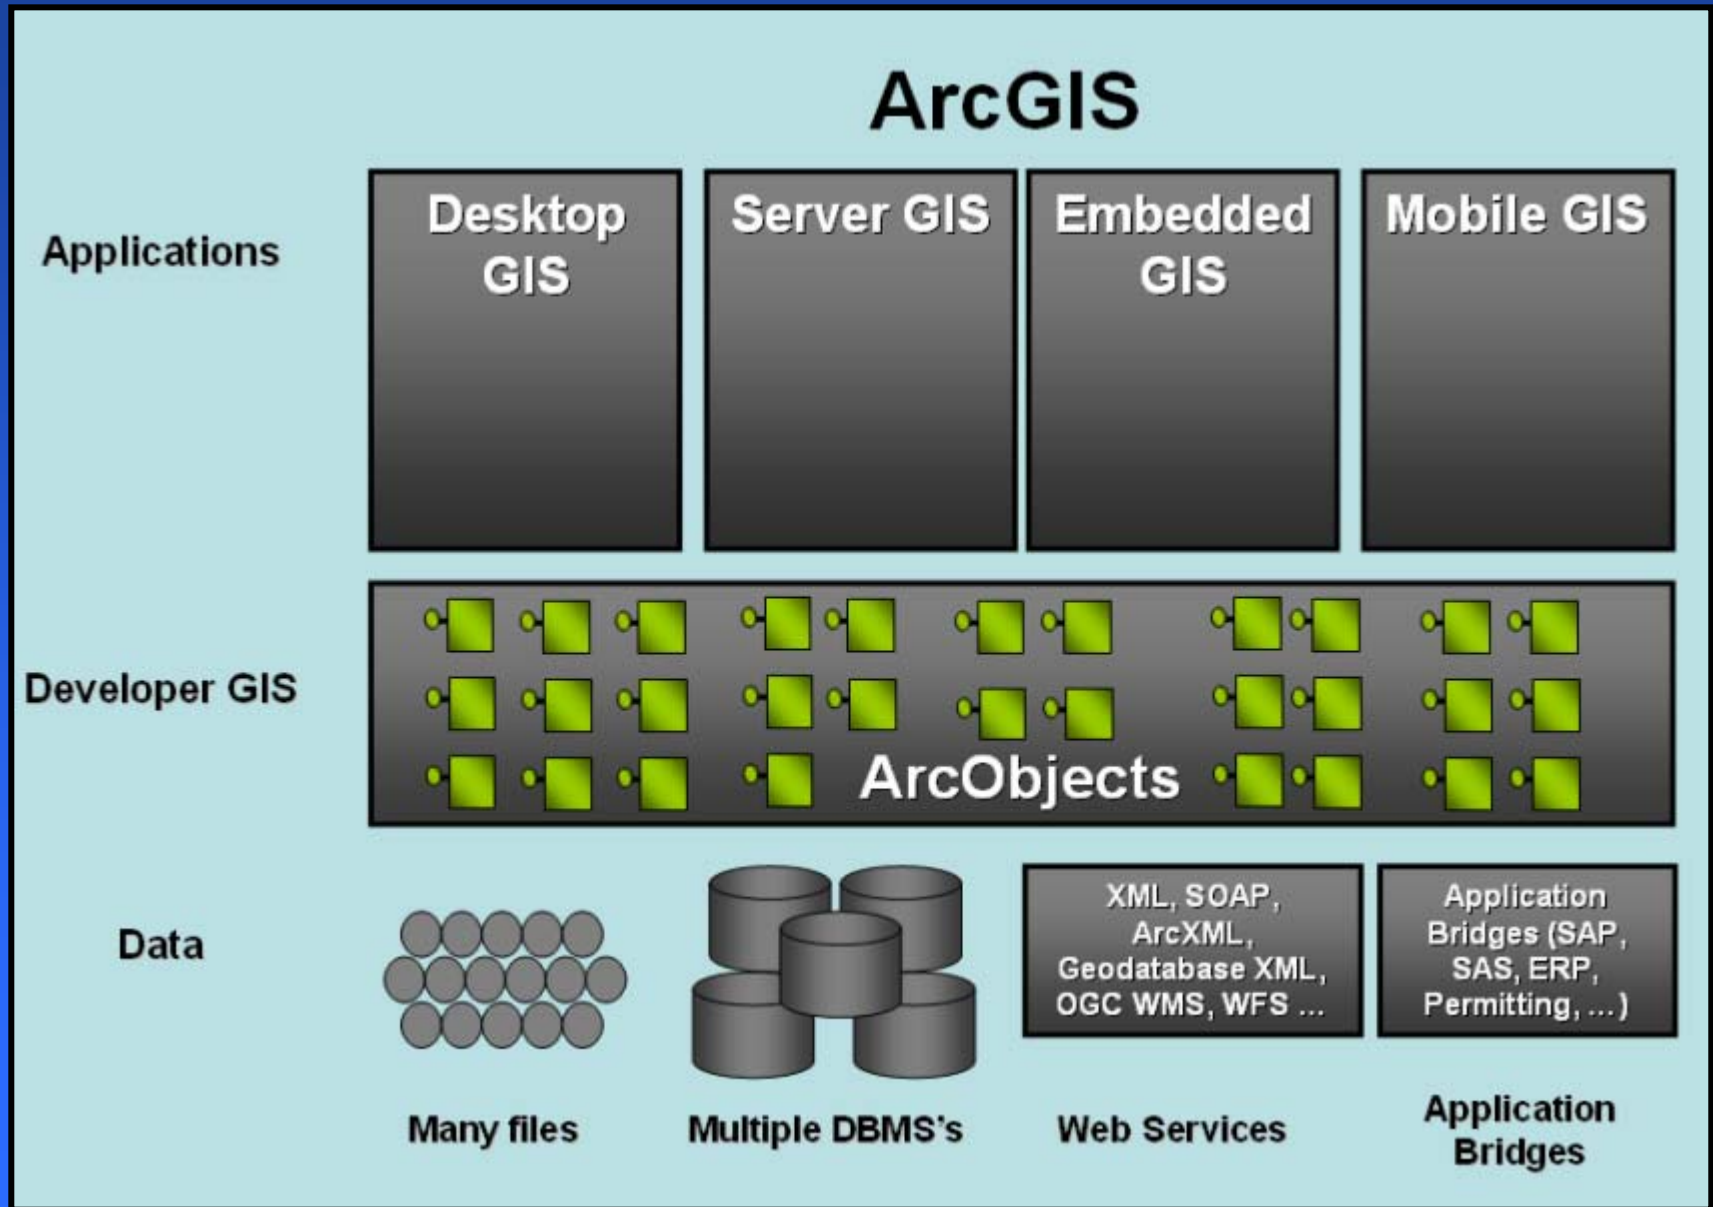 ArcGIS
Applications
Desktop
GIS
Server GIS
Embedded
GIS
Mobile GIS
Developer GIS
ArcObjects
Data
XML, SOAP,
ArcXML,
Geodatabase XML,
OGC WMS, WFS ...
Application
Bridges (SAP,
SAS, ERP,
Permitting, ...)
Many files
Multiple DBMS's
Web Services
Application
Bridges